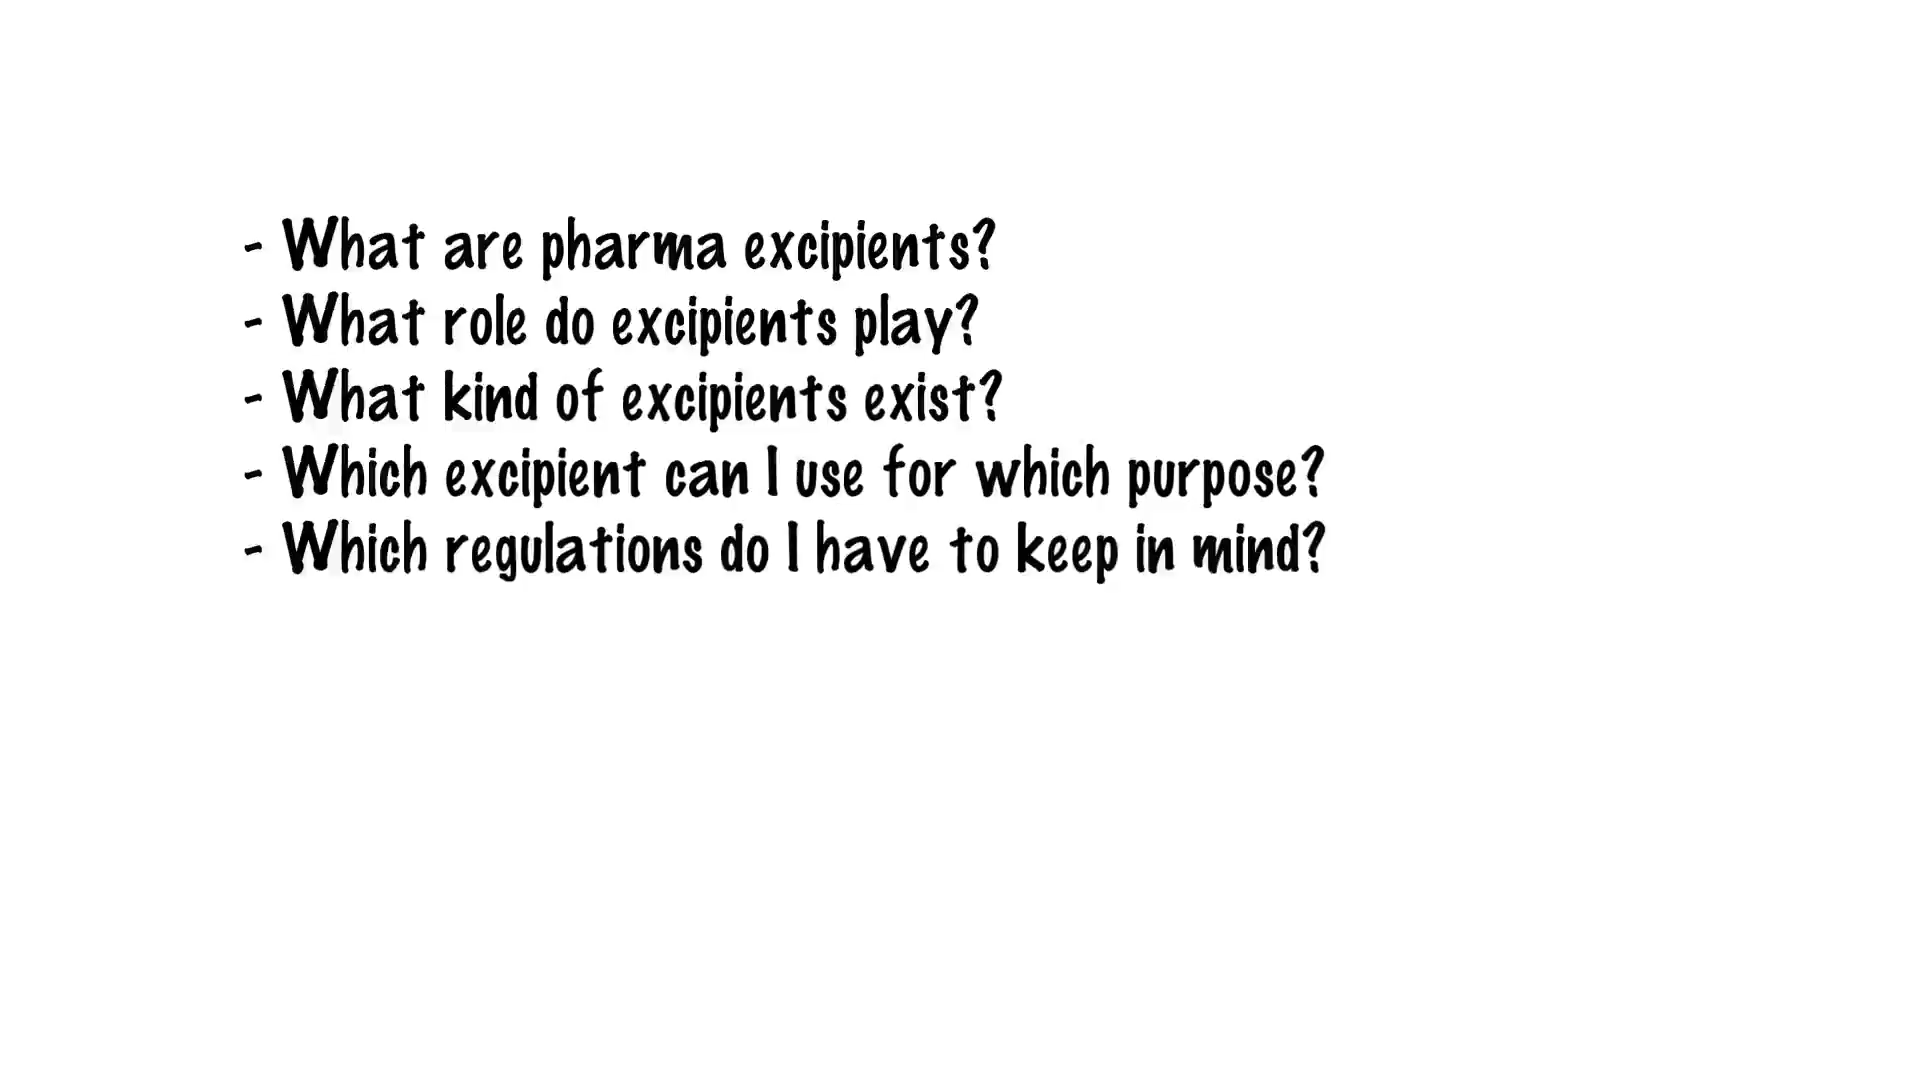 - What are pharma excipients?
- What role do excipients play?
- What kind of excipients exist?
- Which excipient can I use for which purpose?
- Which regulations do I have to keep in mind?